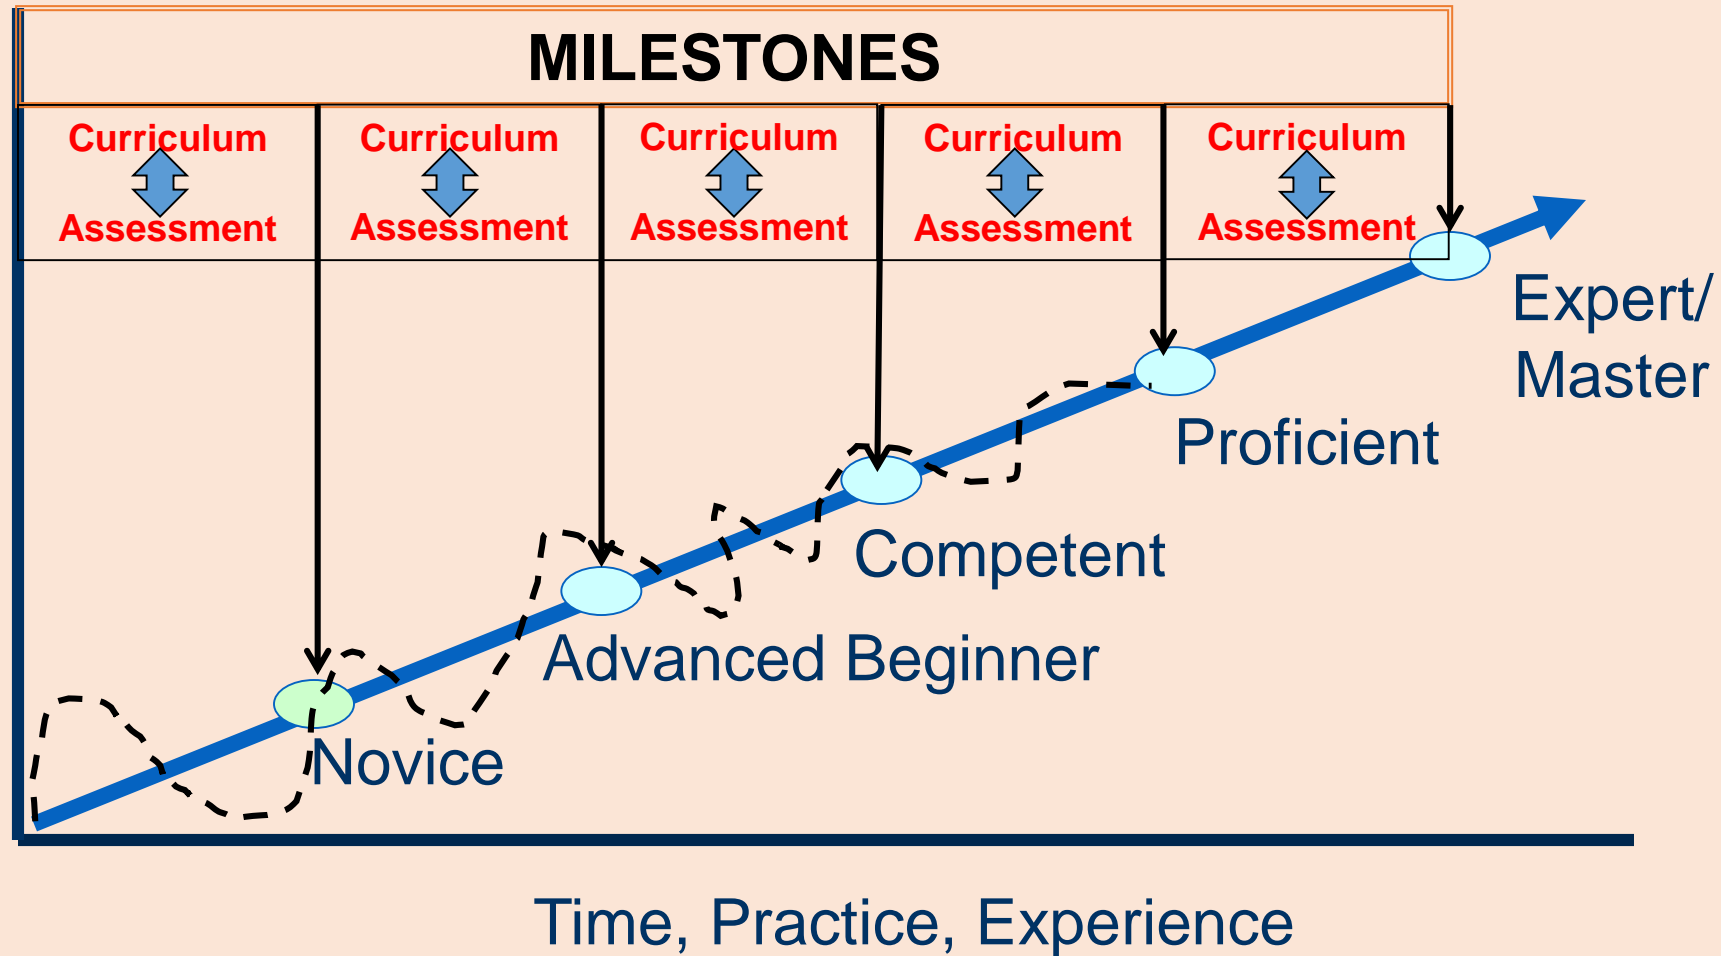 MILESTONES
Curriculum Curriculum Curriculum Curriculum Curriculum
Assessment Assessment Assessment Assessment Assessment
Expert/
Master
Proficient
Competent
Advanced Beginner
Novice
Time, Practice, Experience